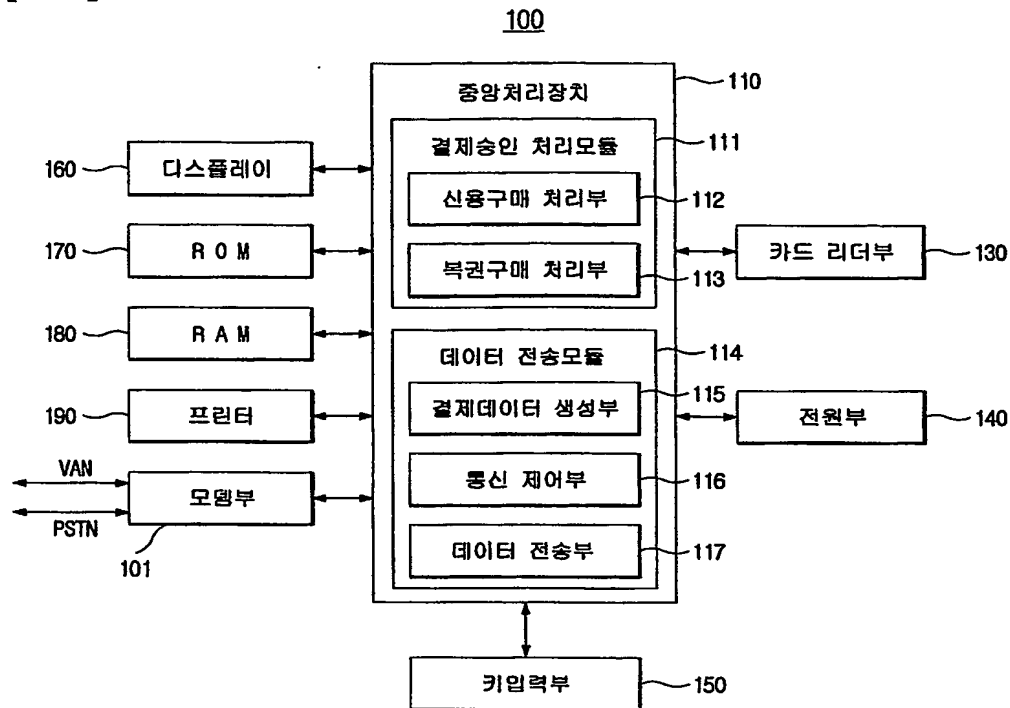 100
중앙처리장치
110
결제승인 처리모듈
111
신용구매 처리부
112
복권구매 처리부
113
데이터 전송모듈
114
결제데이터 생성부
115
통신 제어부
116
데이터 전송부
117
160
디스플레이
170
R O M
180
R A M
190
프린터
VAN
PSTN
모뎀부
101
카드 리더부
130
전원부
140
키입력부
150